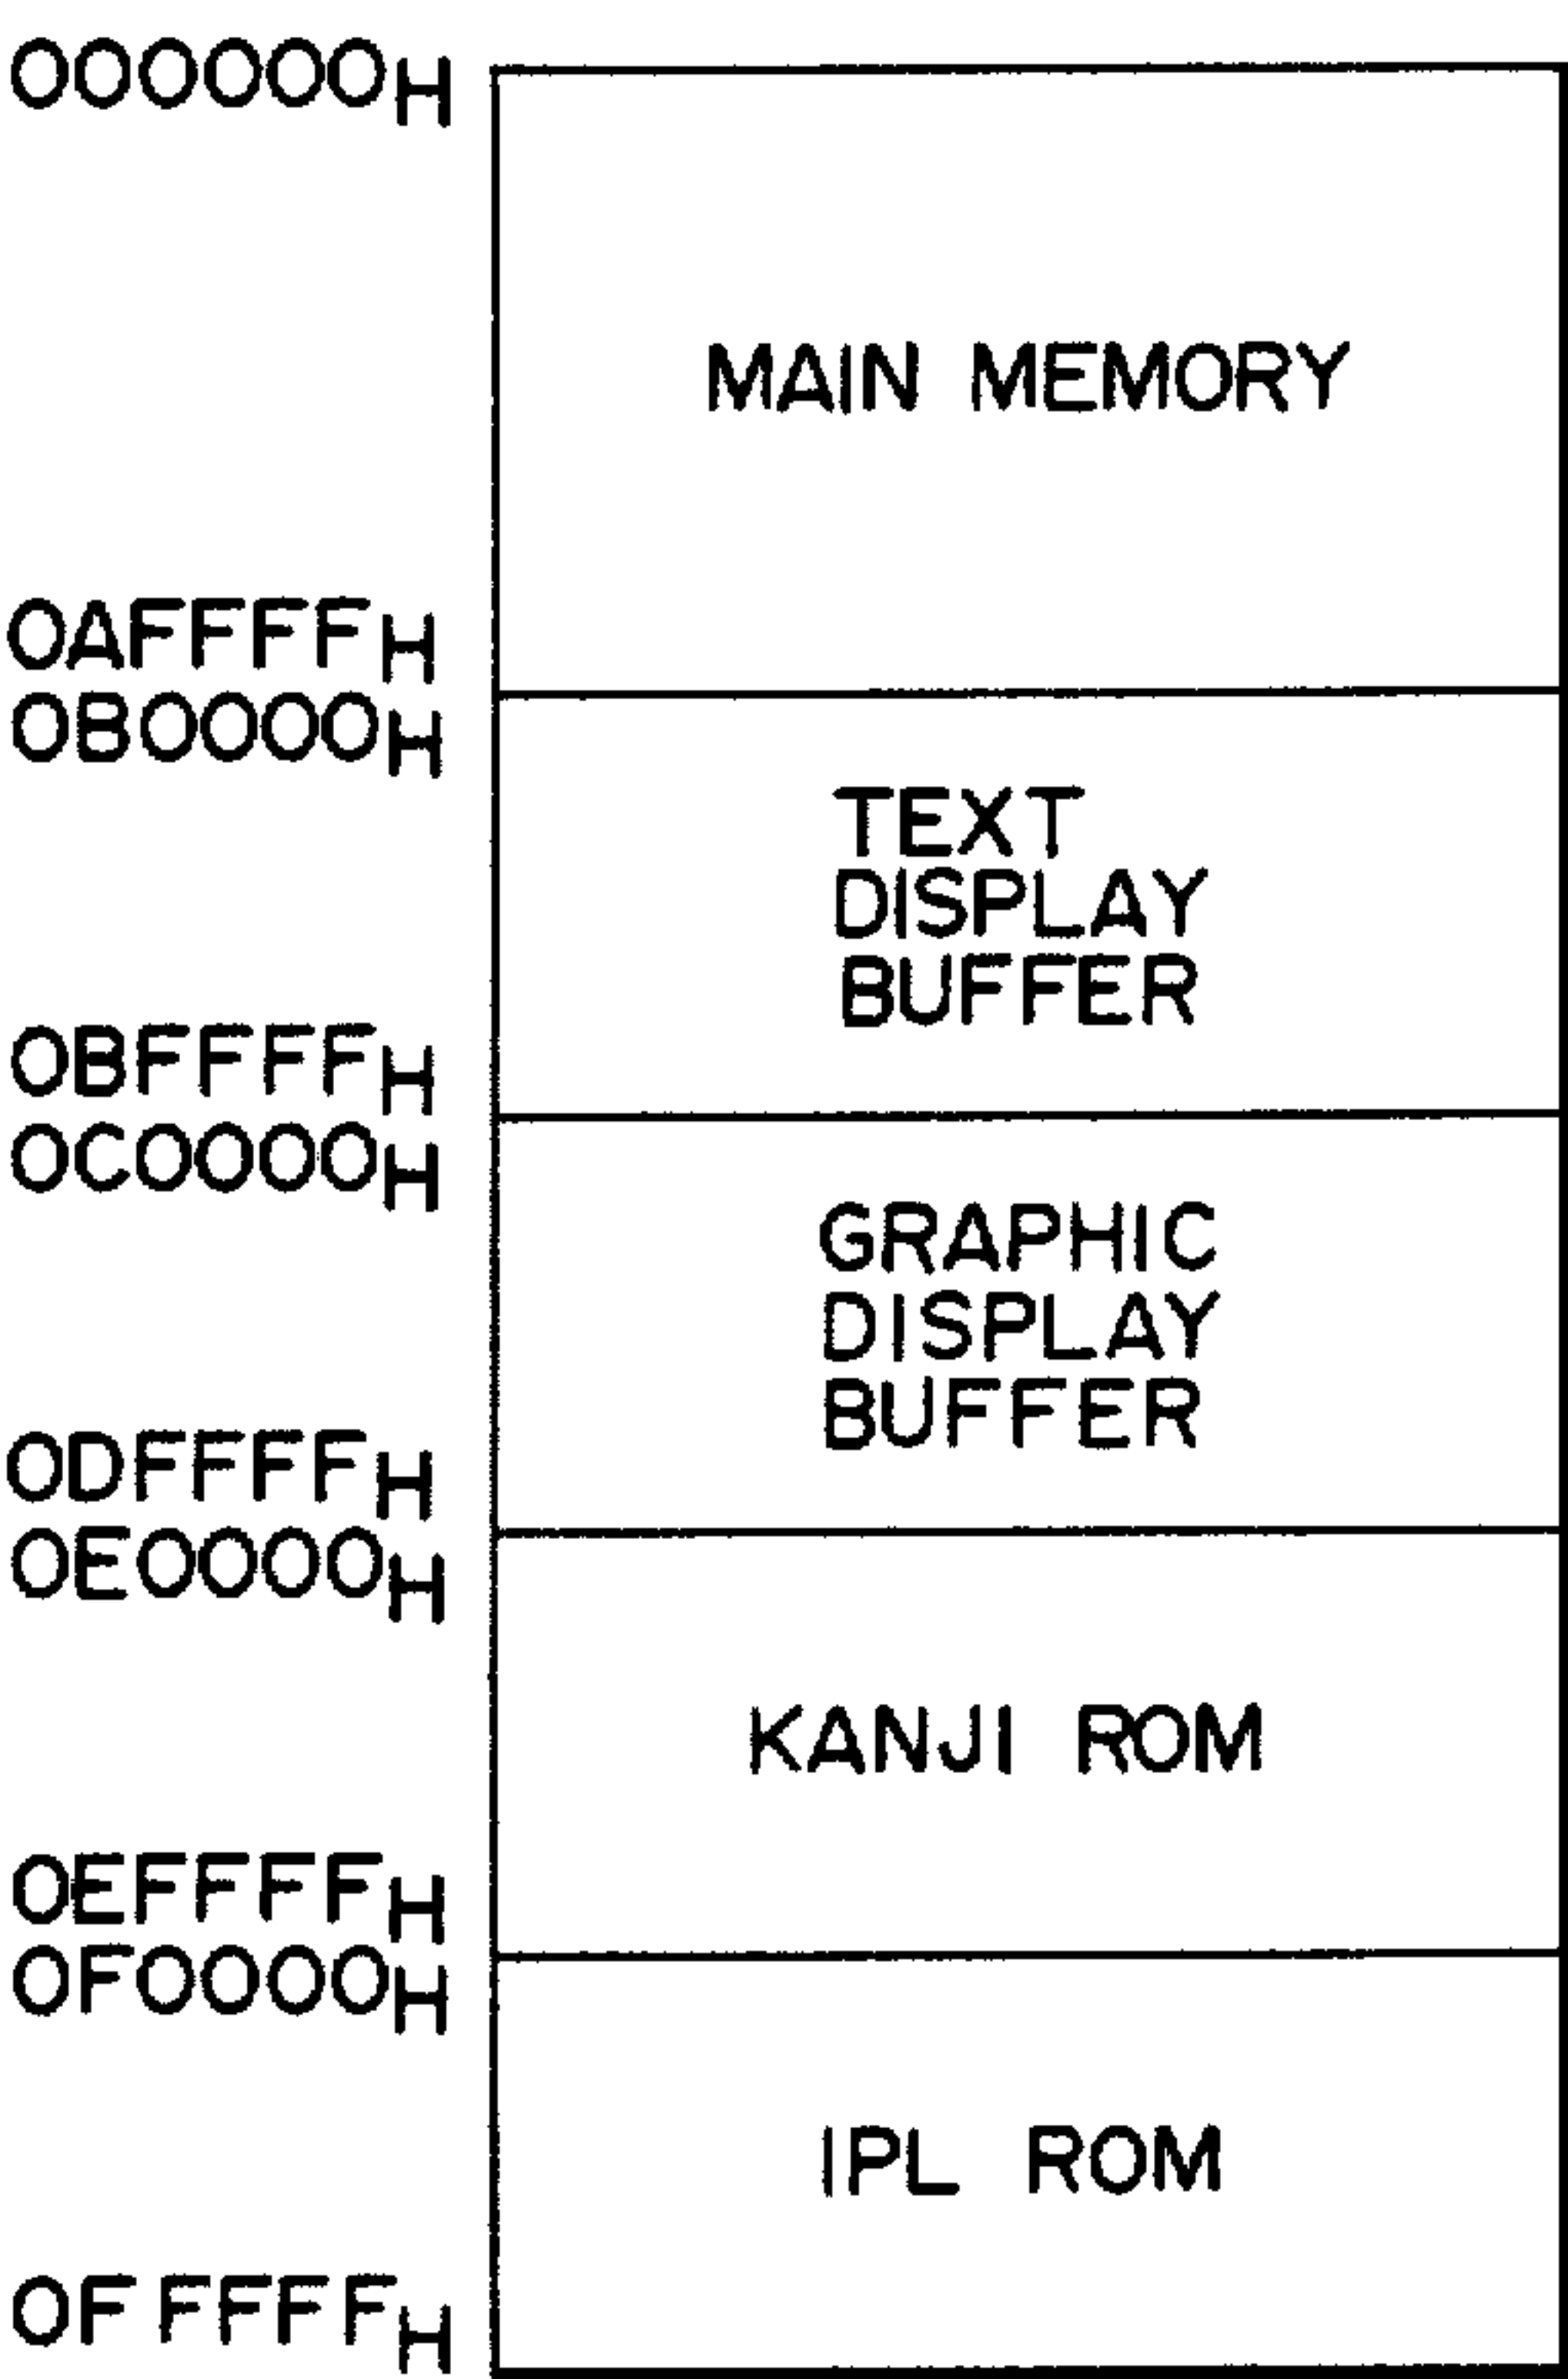 000000H
MAIN MEMORY
0AFFFFH
0B0000H
TEXT
DISPLAY
BUFFER
0BFFFFH
0C0000H
GRAPHIC
DISPLAY
BUFFER
0DFFFFH
0E0000H
KANJI ROM
0EFFFFH
0F0000H
IPL ROM
0FFFFFH